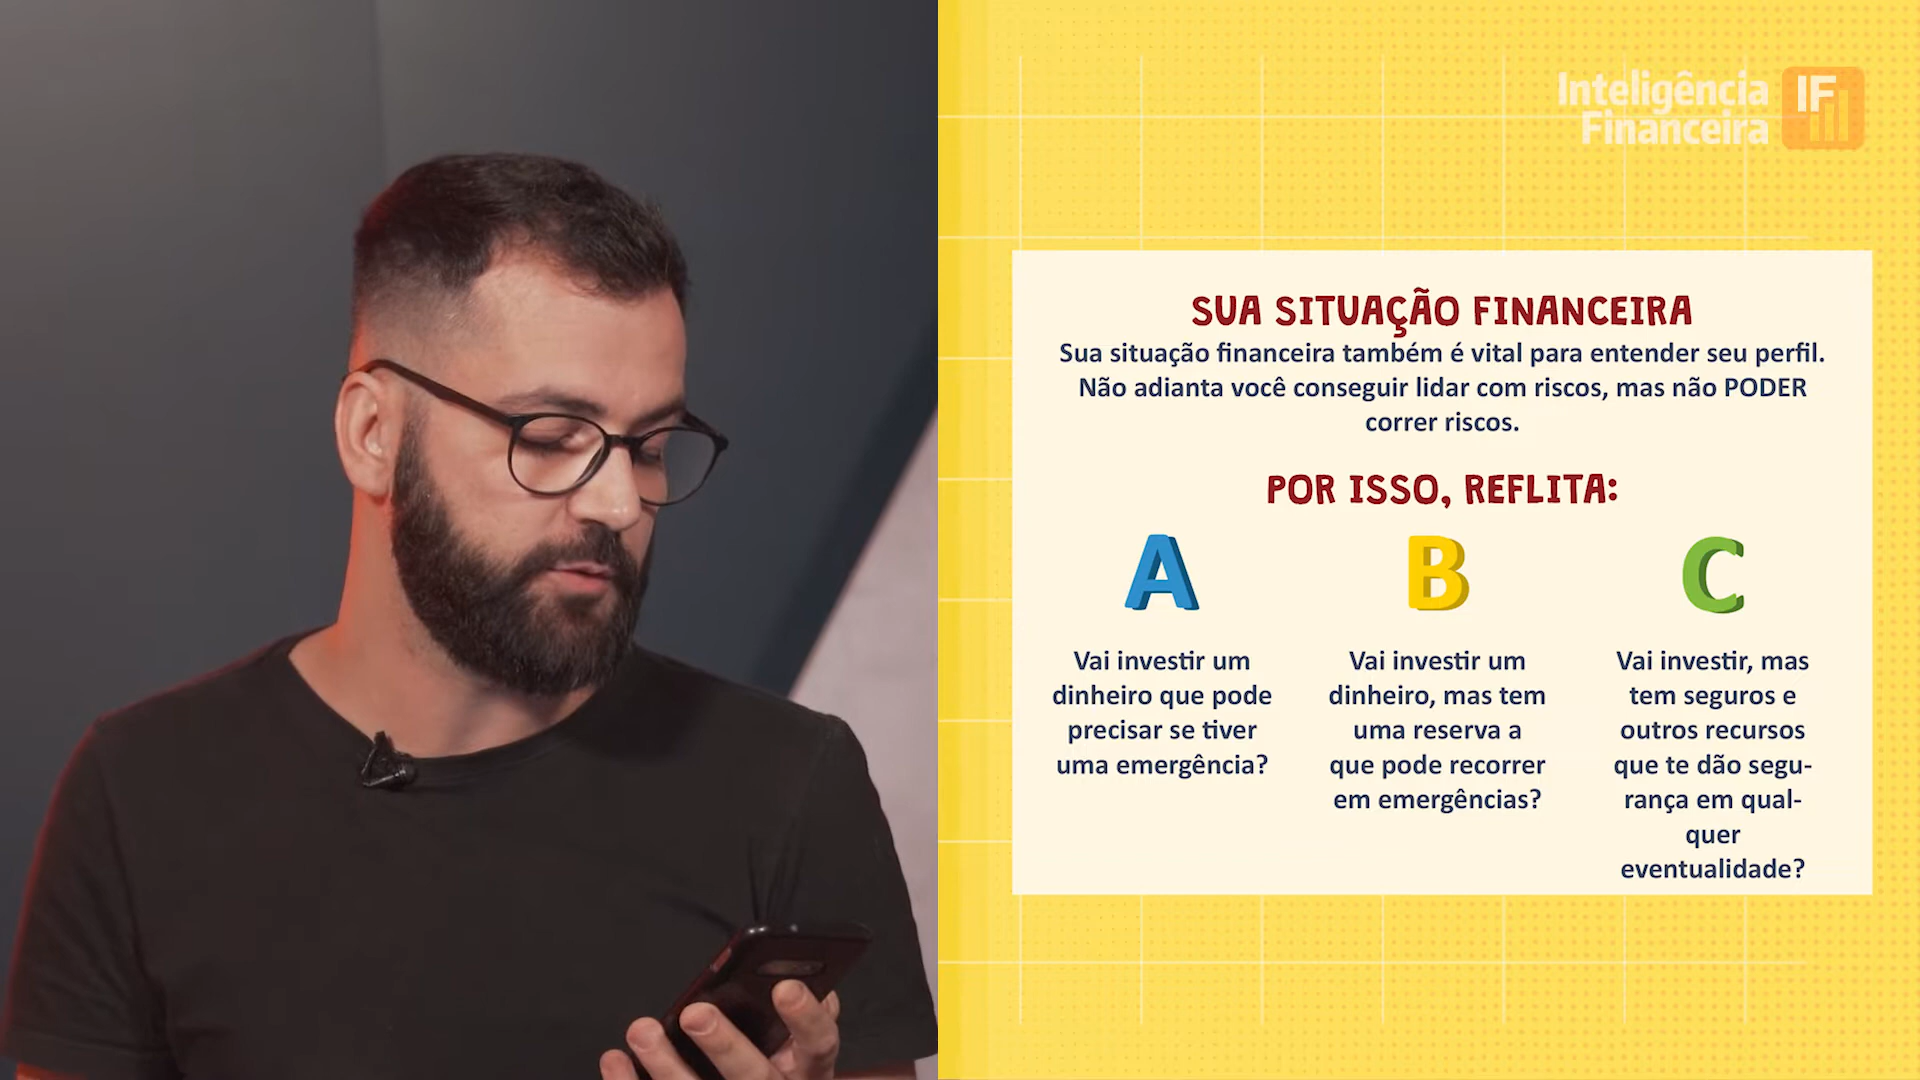 Inteligência
Financeira
IF
SUA SITUAÇÃO FINANCEIRA
Sua situação financeira também é vital para entender seu perfil.
Não adianta você conseguir lidar com riscos, mas não PODER
correr riscos.
POR ISSO, REFLITA:
A
Vai investir um
dinheiro que pode
precisar se tiver
uma emergência?
B
Vai investir um
dinheiro, mas tem
uma reserva a
que pode recorrer
em emergências?
C
Vai investir, mas
tem seguros e
outros recursos
que te dão segu-
rança em qual-
quer
eventualidade?